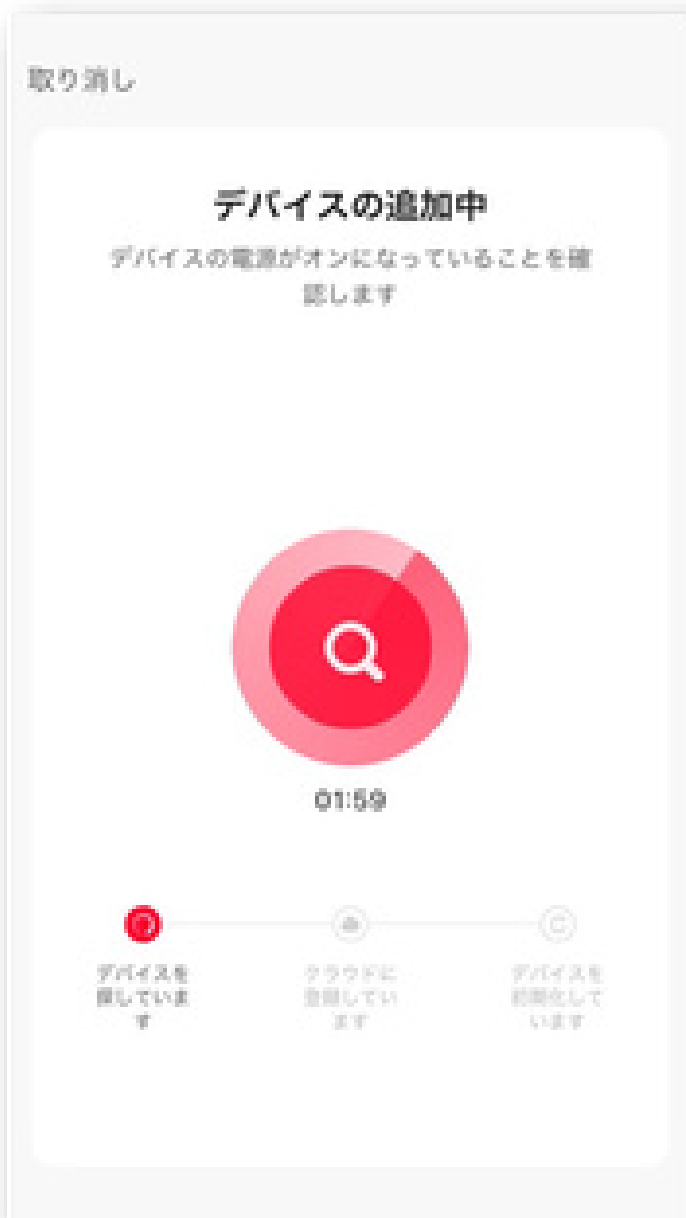 取り消し
デバイスの追加中
デバイスの電源がオンになっていることを確
認します
01:59
デバイスを
探していま
す
クラウドに
登録してい
ます
デバイスを
初期化して
います